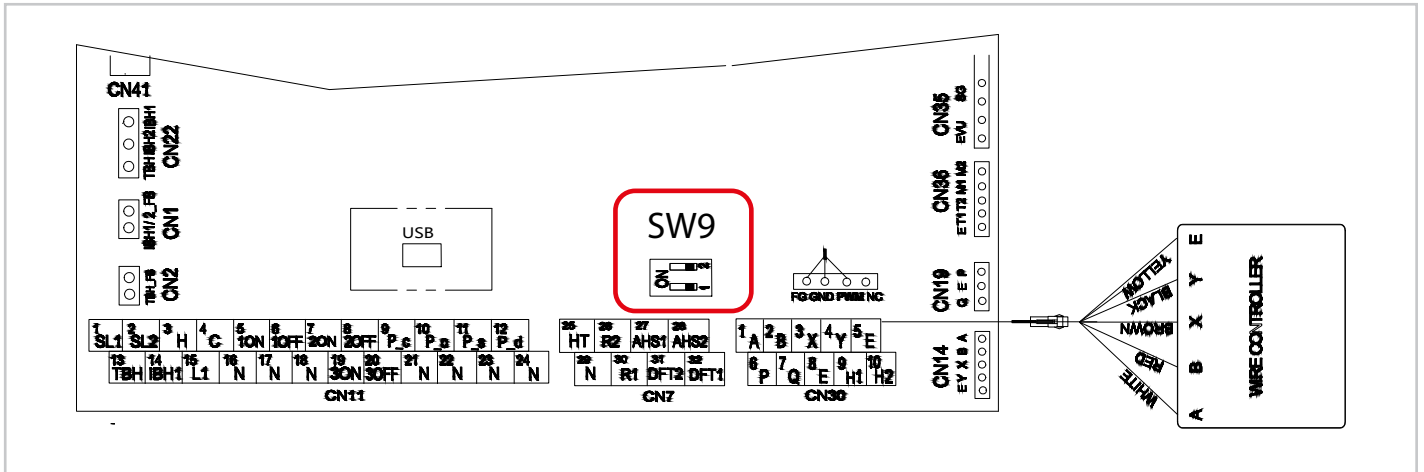 CN41
TBH IBH2 IBH1
CN22
IBH1/2_FB
CN1
TBH_FB
CN2
USB
SW9
ON
FG GND PWM NC
EVU SG
CN35
ET1 T2 M1 M2
CN36
Q E P
CN19
EY X B A
CN14
1 2 3 4 5 6 7 8 9 10 11 12
SL1 SL2 H C 1ON 1OFF 2ON 2OFF P_c P_o P_s P_d
13 14 15 16 17 18 19 20 21 22 23 24
TBH IBH1 L1 N N N 3ON 3OFF N N N N
CN11
25 26 27 28
HT R2 AHS1 AHS2
29 30 31 32
N R1 DFT2 DFT1
CN7
1 2 3 4 5
A B X Y E
6 7 8 9 10
P Q E H1 H2
CN30
YELLOW
BLACK
BROWN
RED
WHITE
A B X Y E
WIRE CONTROLLER